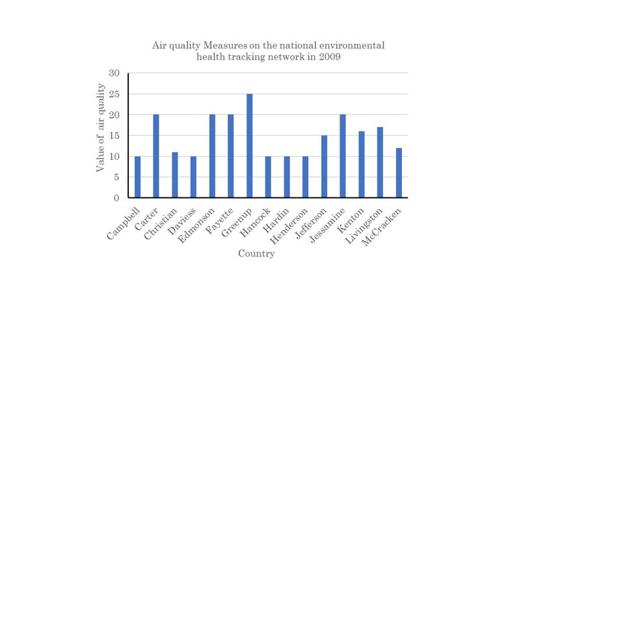 Air quality Measures on the national environmental
health tracking network in 2009
Value of air quality
30
25
20
15
10
5
0
Campbell
Carter
Christian
Daviess
Edmonson
Fayette
Greenup
Hancock
Hardin
Henderson
Jefferson
Jessamine
Kenton
Livingston
McCracken
Country